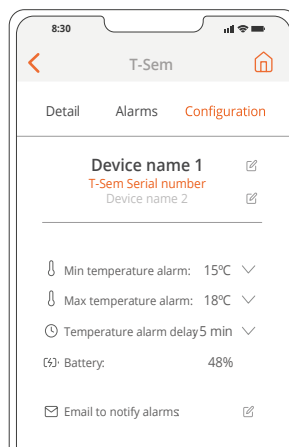 8:30
T-Sem
Detail Alarms Configuration
Device name 1
T-Sem Serial number
Device name 2
Min temperature alarm: 15ºC
Max temperature alarm: 18ºC
Temperature alarm delay 5 min
Battery: 48%
Email to notify alarms